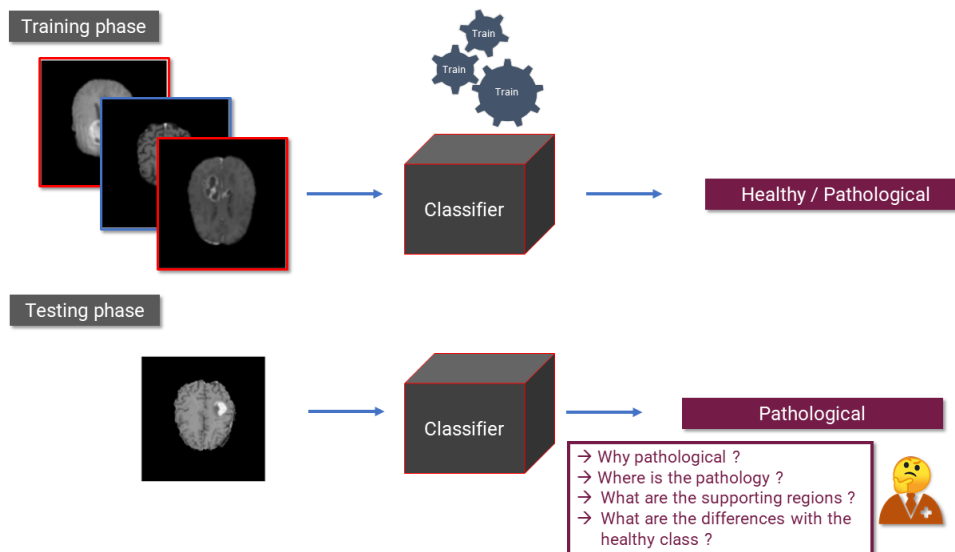 Training phase
Train
Train
Train
Classifier
Healthy / Pathological
Testing phase
Classifier
Pathological
→ Why pathological ?
→ Where is the pathology ?
→ What are the supporting regions ?
→ What are the differences with the
healthy class ?